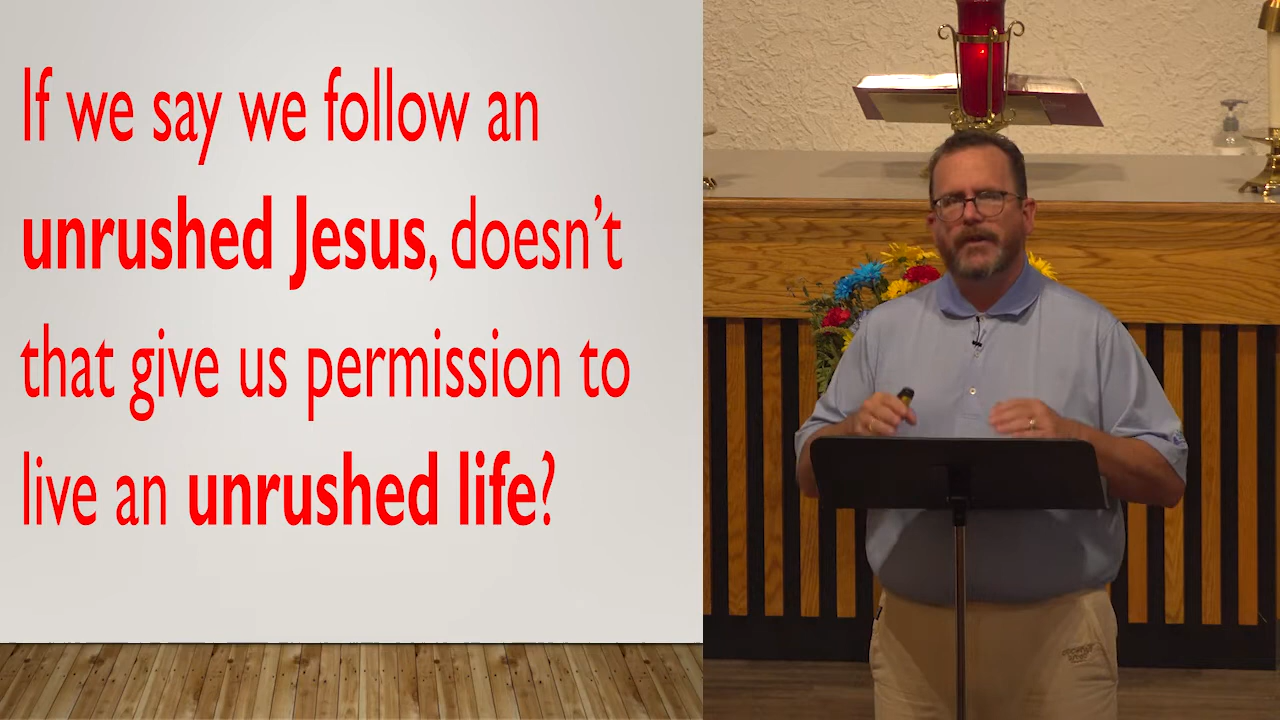 If we say we follow an
unrushed Jesus, doesn’t
that give us permission to
live an unrushed life?